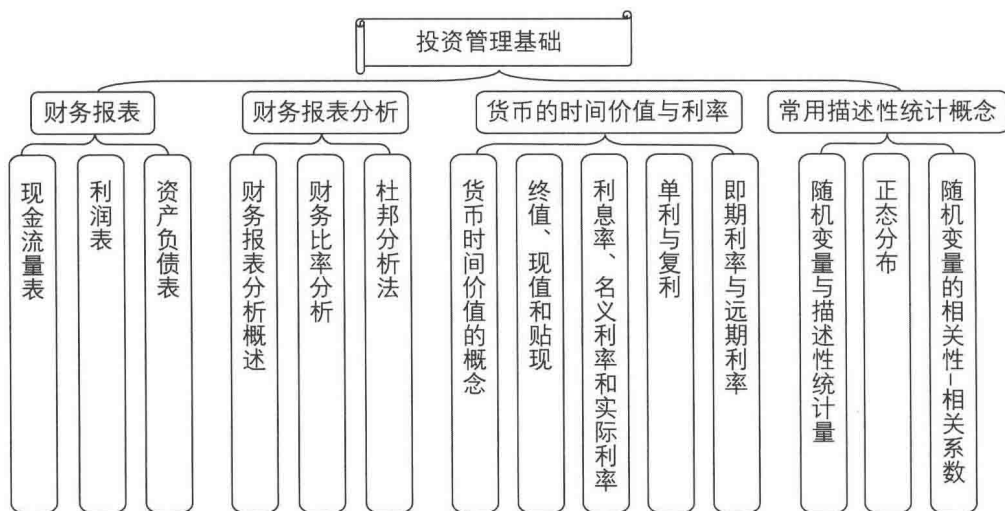 投资管理基础
财务报表
财务报表分析
货币的时间价值与利率
常用描述性统计概念
现金流量表
利润表
资产负债表
财务报表分析概述
财务比率分析
杜邦分析法
货币时间价值的概念
终值、现值和贴现
利息率、名义利率和实际利率
单利与复利
即期利率与远期利率
随机变量与描述性统计量
正态分布
随机变量的相关性-相关系数